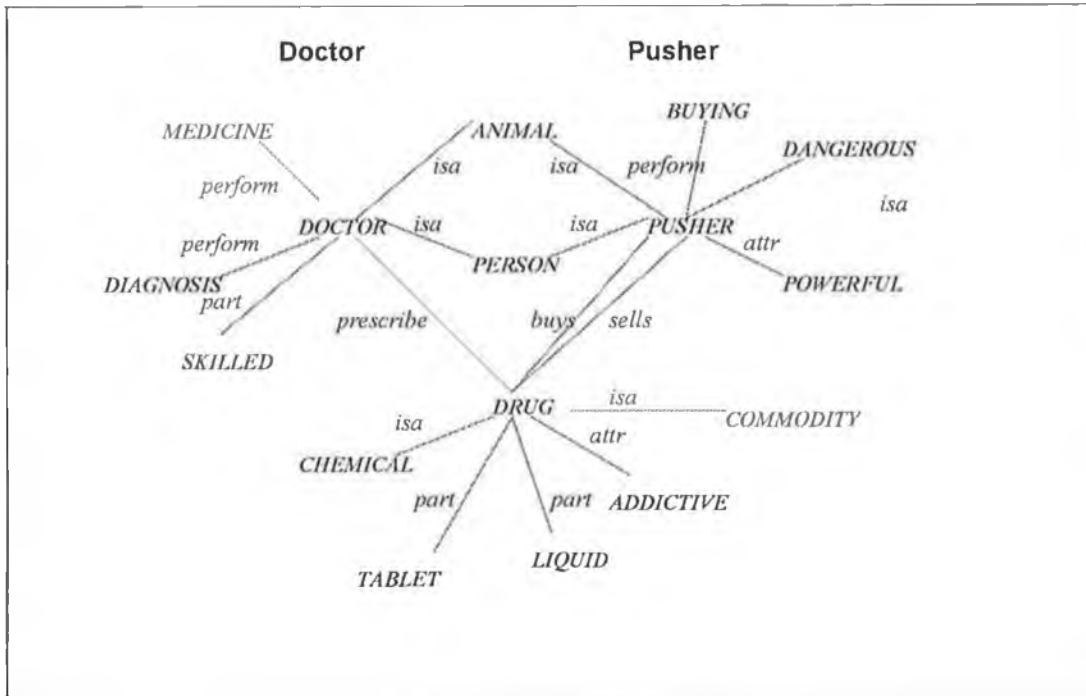 Doctor Pusher
BUYING
MEDICINE ANIMAL DANGEROUS
isa isa perform
perform isa
DOCTOR isa isa PUSHER
perform attr
PERSON
DIAGNOSIS POWERFUL
part
prescribe buys sells
SKILLED
isa
DRUG
isa COMMODITY
attr
CHEMICAL
part part ADDICTIVE
LIQUID
TABLET